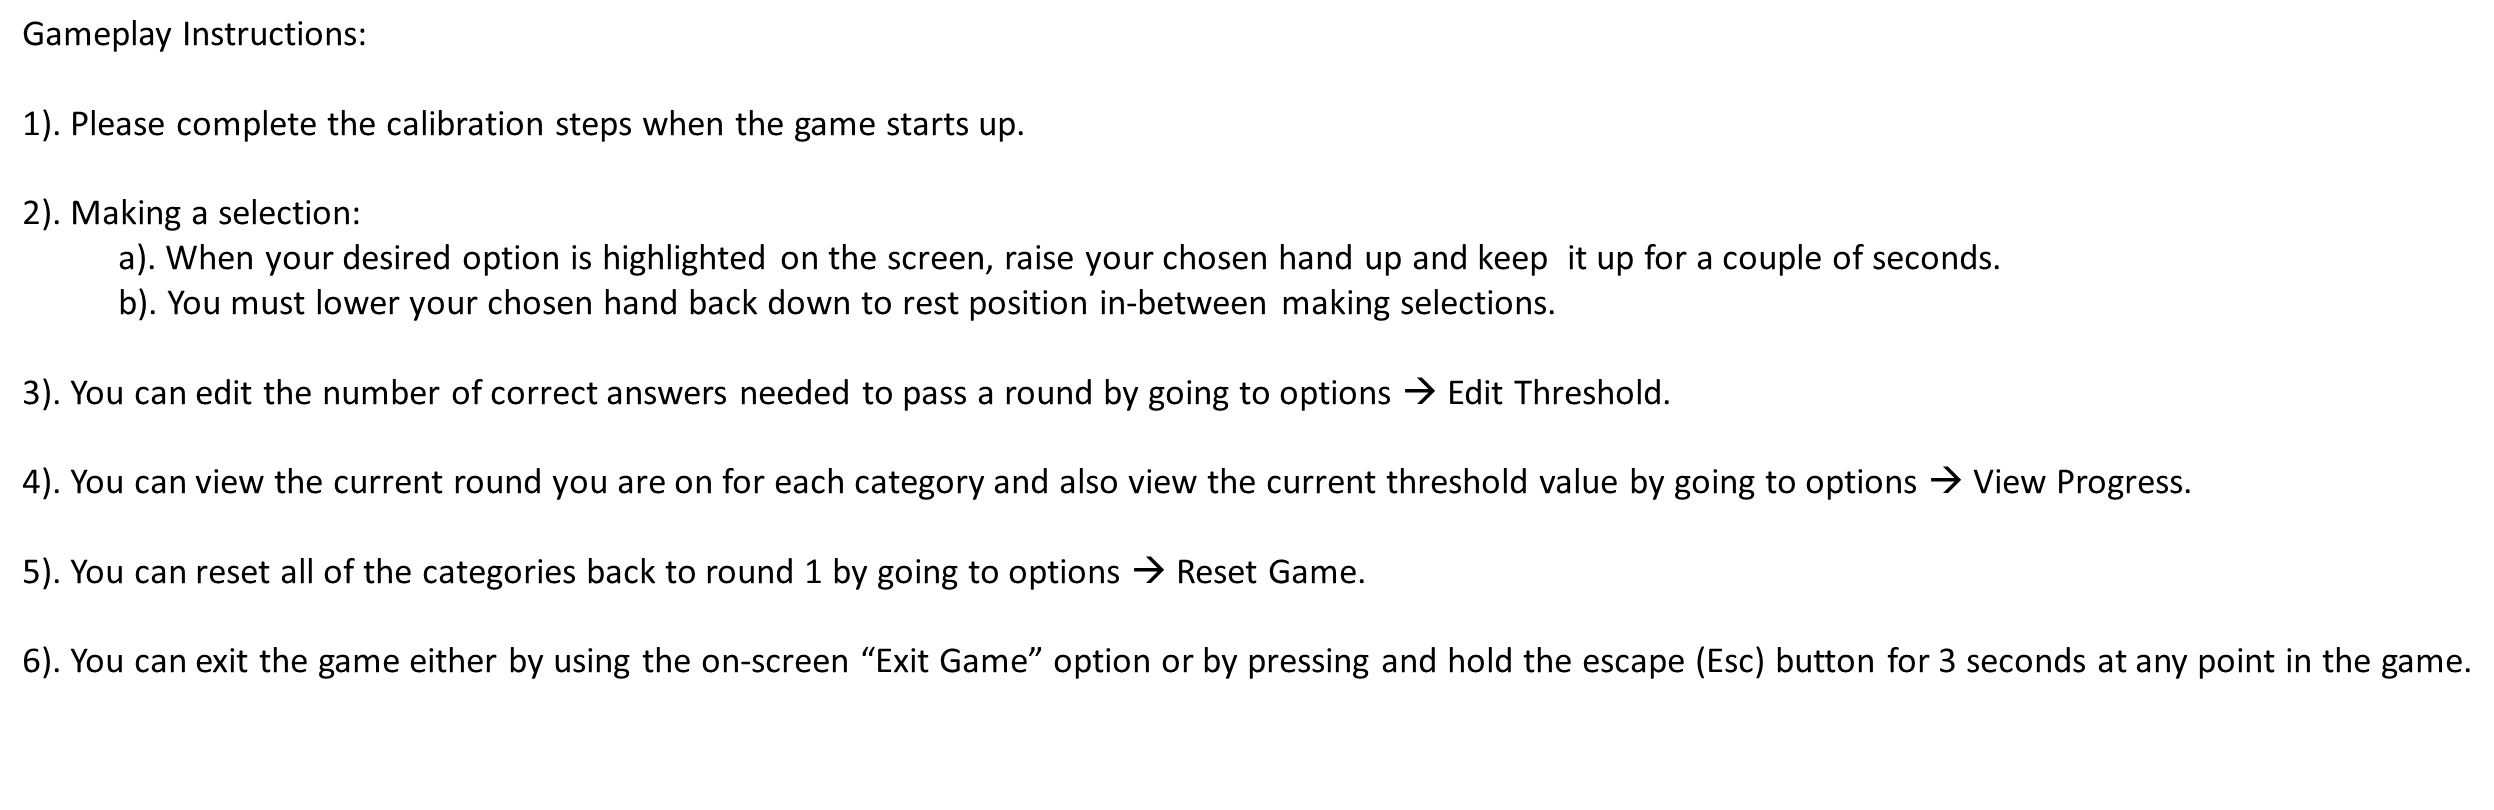 Gameplay Instructions:
1). Please complete the calibration steps when the game starts up.
2). Making a selection:
a). When your desired option is highlighted on the screen, raise your chosen hand up and keep it up for a couple of seconds.
b). You must lower your chosen hand back down to rest position in-between making selections.
3). You can edit the number of correct answers needed to pass a round by going to options → Edit Threshold.
4). You can view the current round you are on for each category and also view the current threshold value by going to options → View Progress.
5). You can reset all of the categories back to round 1 by going to options → Reset Game.
6). You can exit the game either by using the on-screen “Exit Game” option or by pressing and hold the escape (Esc) button for 3 seconds at any point in the game.